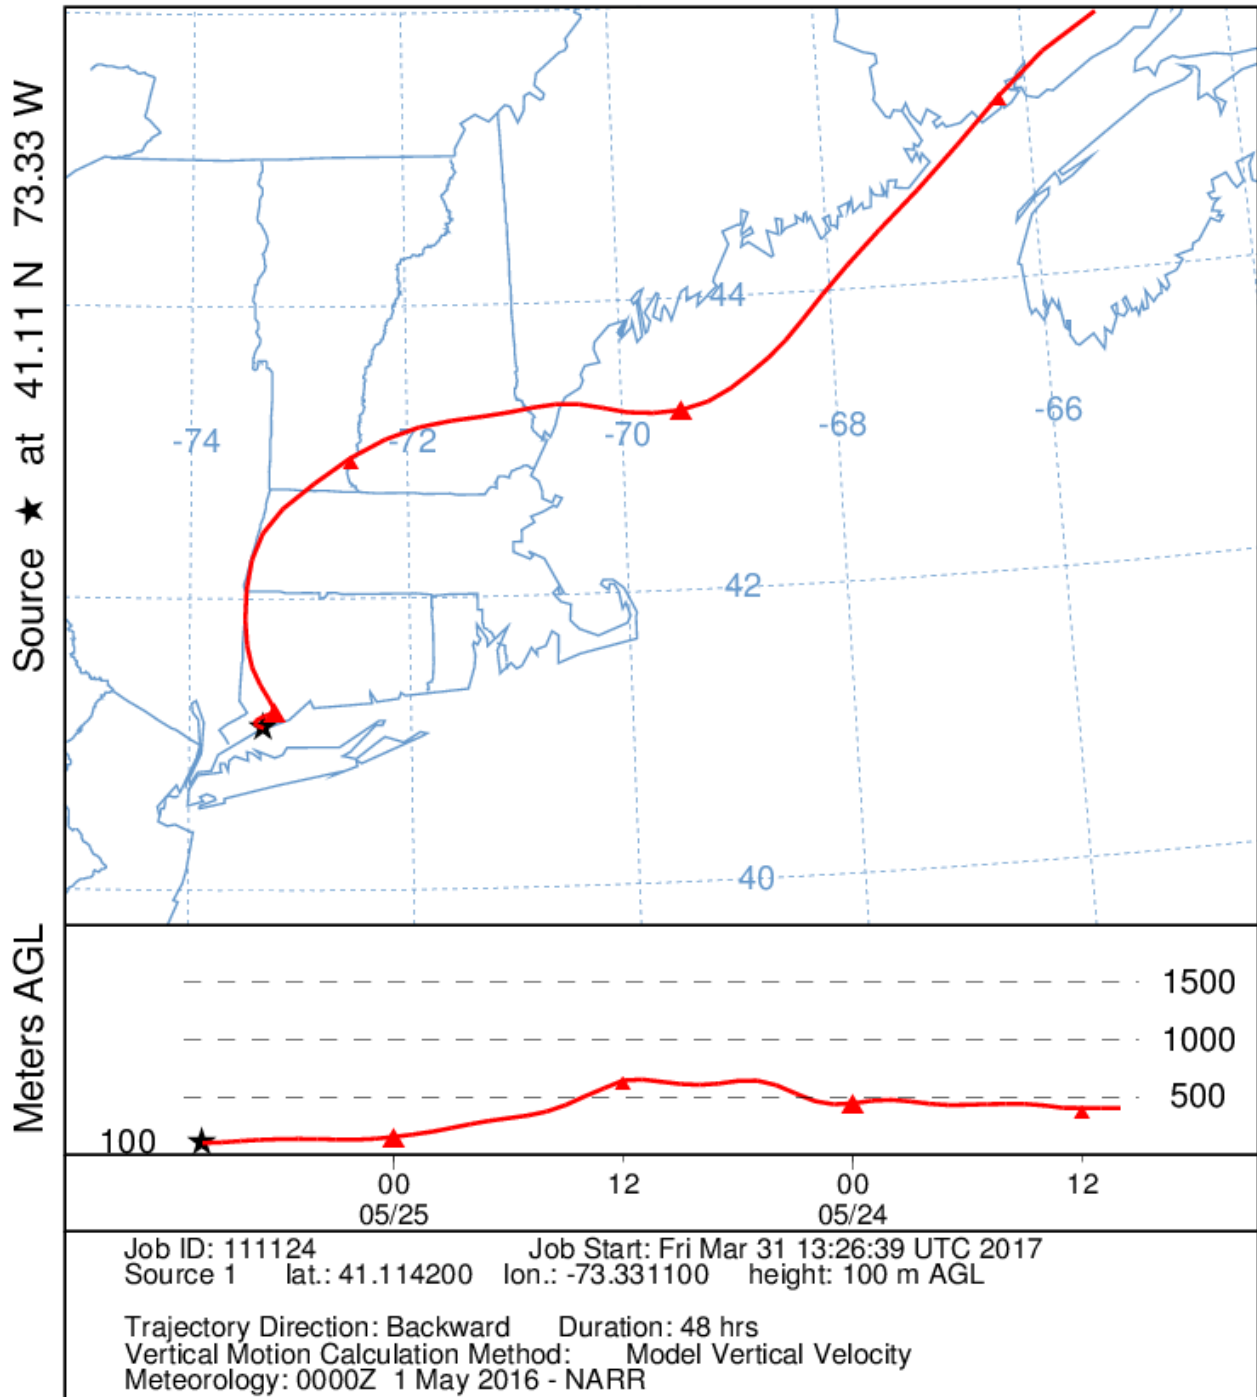 Source ★ at 41.11 N 73.33 W
44
-74
-72
-70
-68
-66
42
40
Meters AGL
1500
1000
500
100
00
12
00
12
05/25
05/24
Job ID: 111124 Job Start: Fri Mar 31 13:26:39 UTC 2017
Source 1 lat.: 41.114200 lon.: -73.331100 height: 100 m AGL
Trajectory Direction: Backward Duration: 48 hrs
Vertical Motion Calculation Method: Model Vertical Velocity
Meteorology: 0000Z 1 May 2016 - NARR